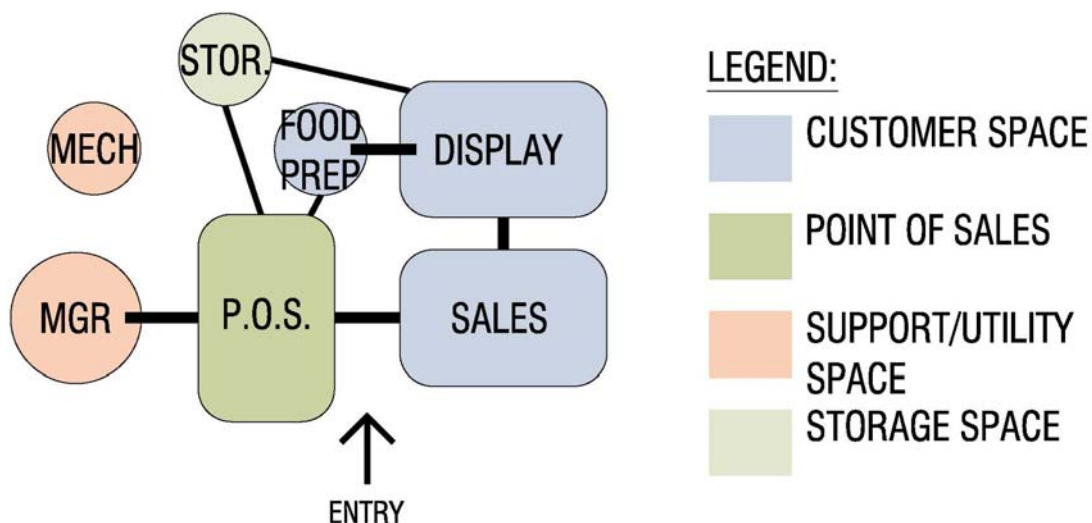 STOR.
MECH
FOOD
PREP
DISPLAY
MGR
P.O.S.
SALES
ENTRY
LEGEND:
CUSTOMER SPACE
POINT OF SALES
SUPPORT/UTILITY
SPACE
STORAGE SPACE